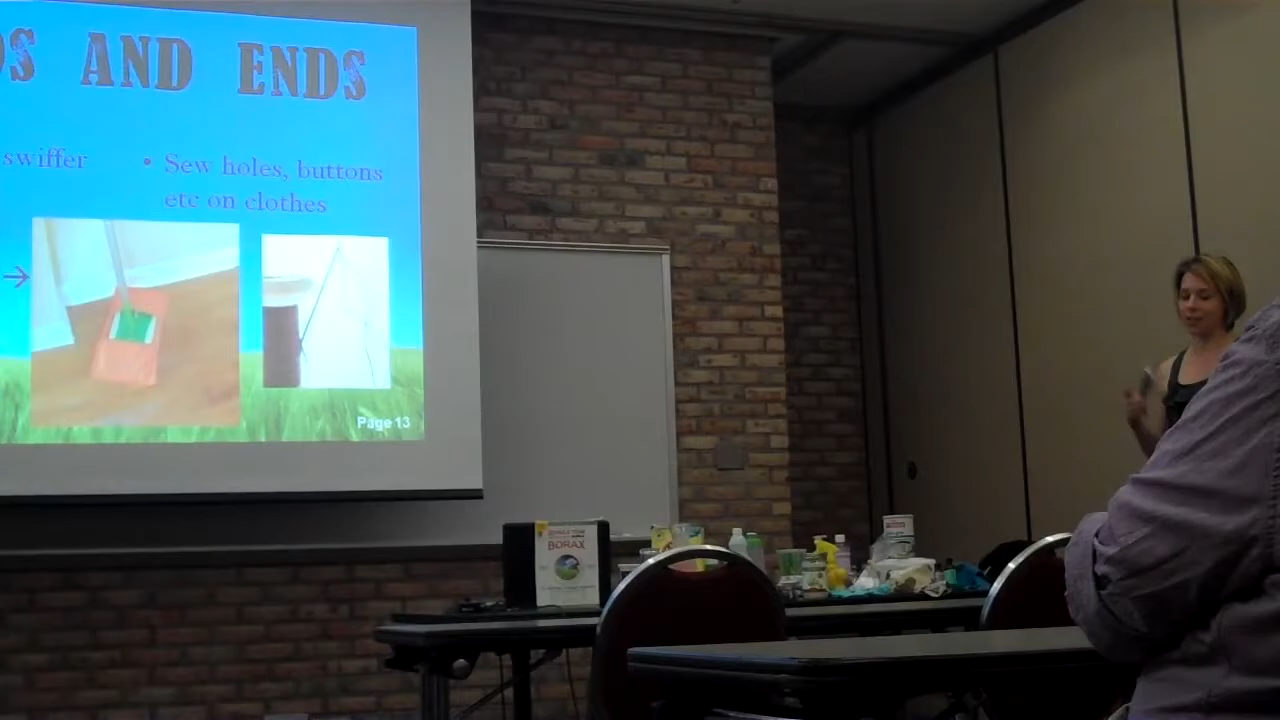 DS AND ENDS
swiffer
• Sew holes, buttons
etc on clothes
→
Page 13
BORAX